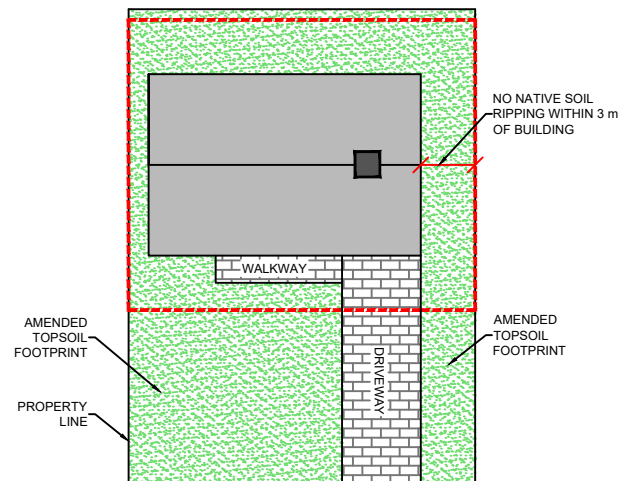 NO NATIVE SOIL
RIPPING WITHIN 3 m
OF BUILDING
WALKWAY
AMENDED
TOPSOIL
FOOTPRINT
AMENDED
TOPSOIL
FOOTPRINT
DRIVEWAY
PROPERTY
LINE